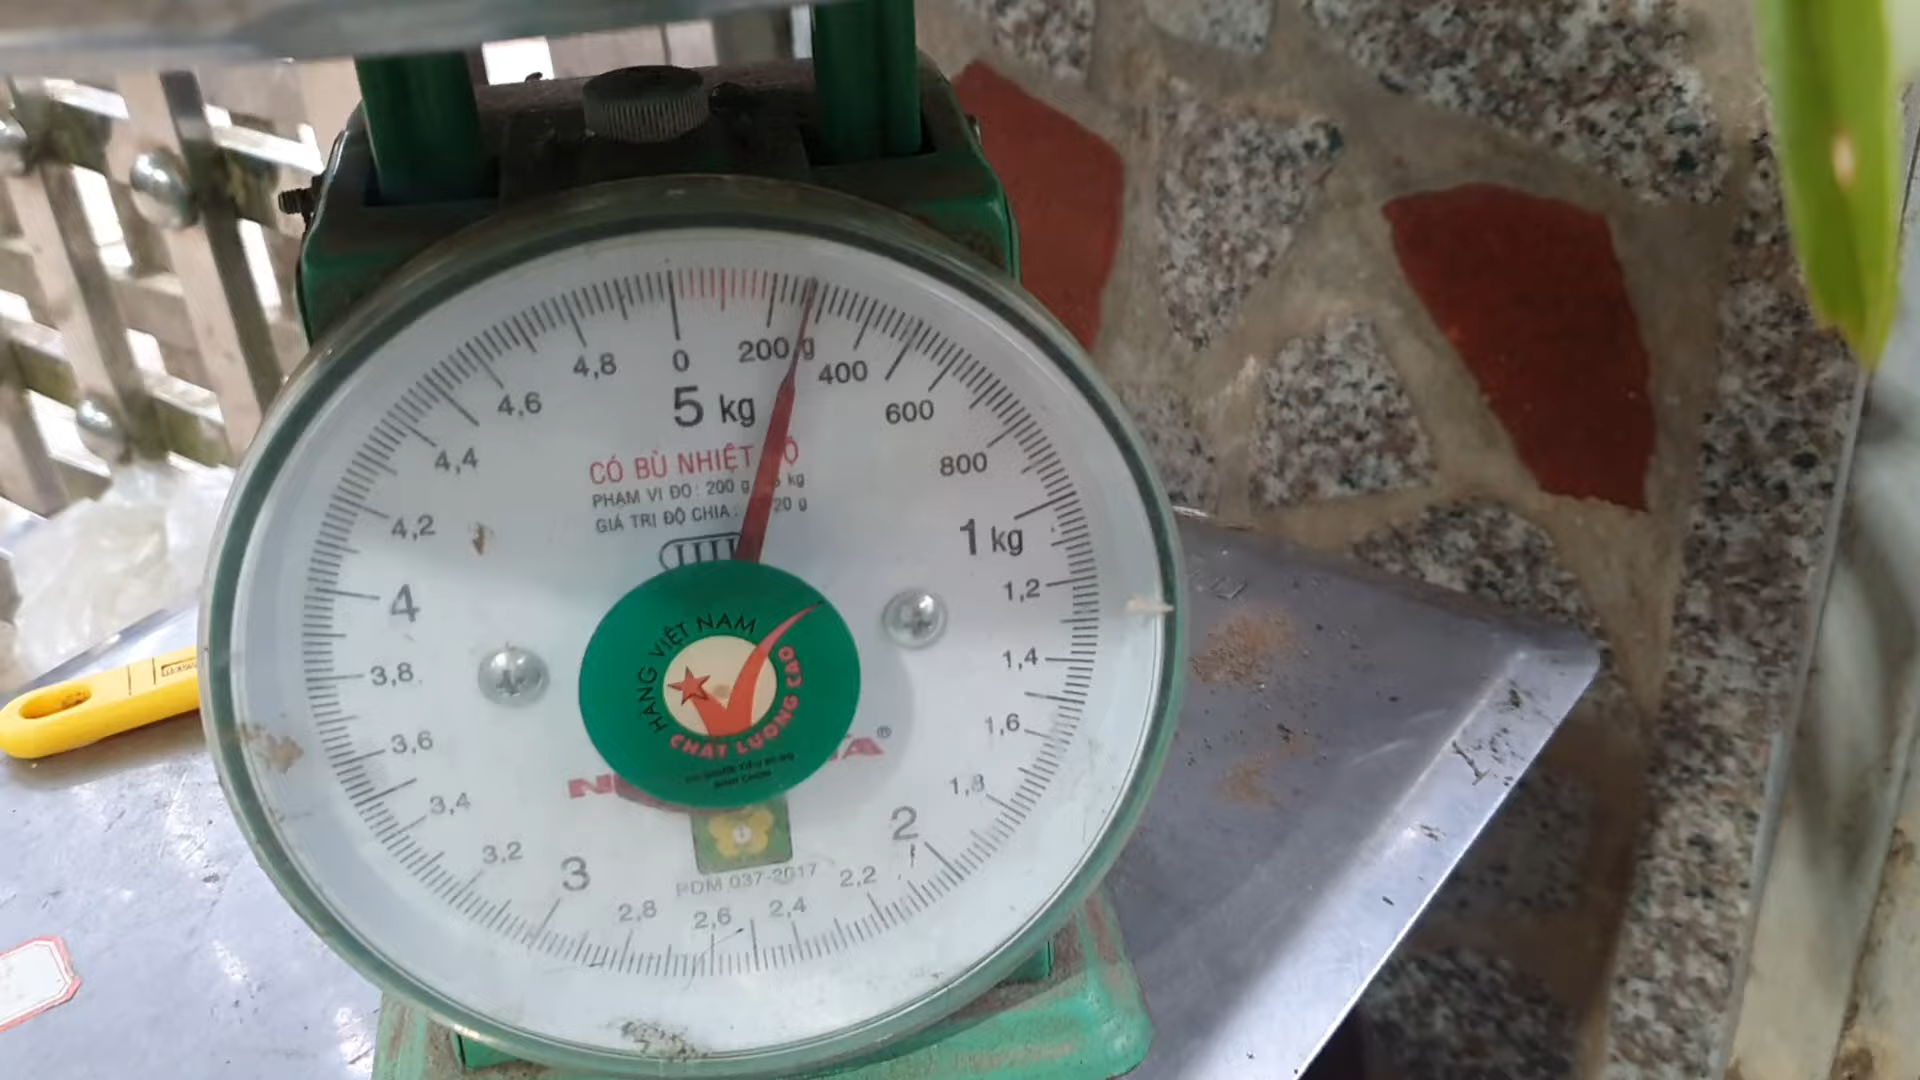 0
200 g
400
600
800
1 kg
1,2
1,4
1,6
1,8
2
2,2
2,4
2,6
2,8
3
3,2
3,4
3,6
3,8
4
4,2
4,4
4,6
4,8
5 kg
CÓ BÙ NHIỆT
PHẠM VI ĐO: 200 g kg
GIÁ TRỊ ĐỘ CHIA: 20 g
HÀNG VIỆT NAM
CHẤT LƯỢNG CAO
PDM 037-2017